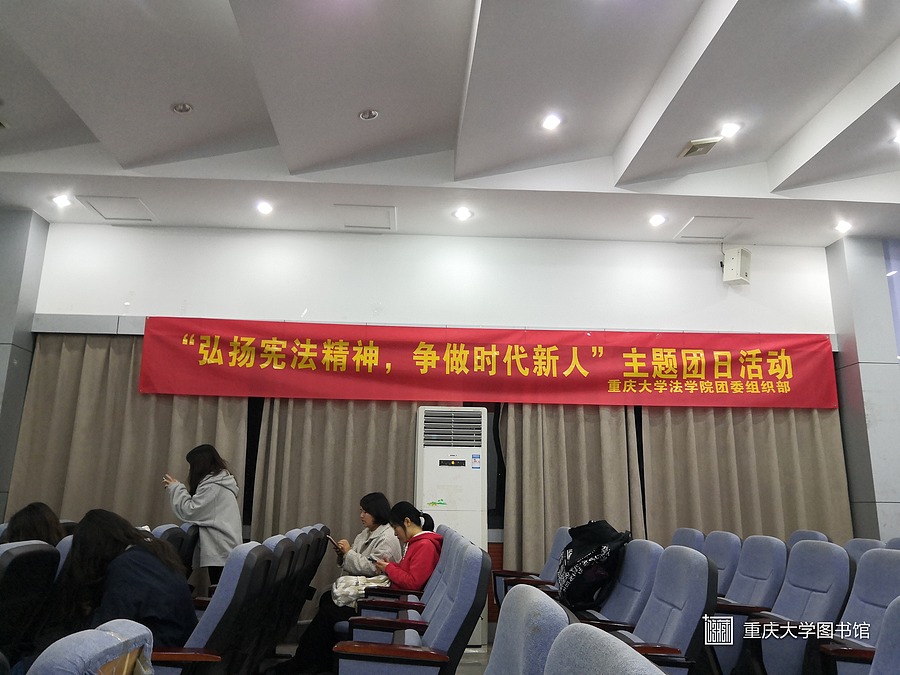 “弘扬宪法精神，争做时代新人”主题团日活动
重庆大学法学院团委组织部
重庆大学图书馆